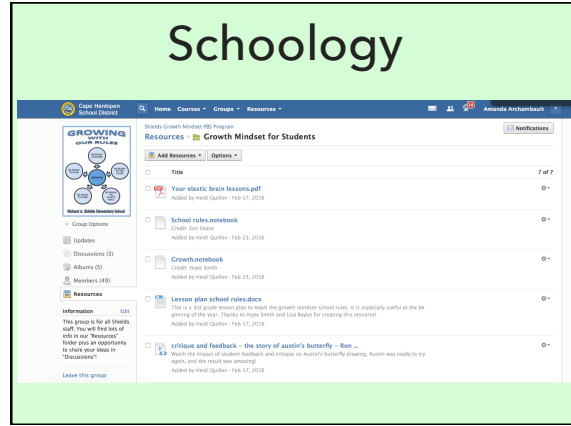 Schoology
Cape Henlopen
School District
Home Courses Groups Resources
14
Amanda Archambault
GROWING
WITH
OUR RULES
Richard A. Shields Elementary School
Group Options
Updates
Discussions (3)
Albums (5)
Members (49)
Resources
Information Edit
This group is for all Shields
staff. You will find lots of
info in our "Resources"
folder plus an opportunity
to share your ideas in
"Discussions"!
Leave this group
Shields Growth Mindset PBS Program
Resources Growth Mindset for Students
Notifications
Add Resources Options
Title 7 of 7
Your elastic brain lessons.pdf
Added by Heidi Quillen · Feb 17, 2016
School rules.notebook
Credit: Eric Shane
Added by Heidi Quillen · Feb 23, 2016
Growth.notebook
Credit: Hope Smith
Added by Heidi Quillen · Feb 23, 2016
Lesson plan school rules.docx
This is a 3rd grade lesson plan to teach the growth mindset school rules. It is especially useful at the be
ginning of the year. Thanks to Hope Smith and Lisa Bayko for creating this resource!
Added by Heidi Quillen · Feb 17, 2016
critique and feedback - the story of austin's butterfly - Ron ...
Watch the impact of student feedback and critique on Austin's butterfly drawing. Austin was ready to try
again, and the result was amazing!
Added by Heidi Quillen · Feb 17, 2016